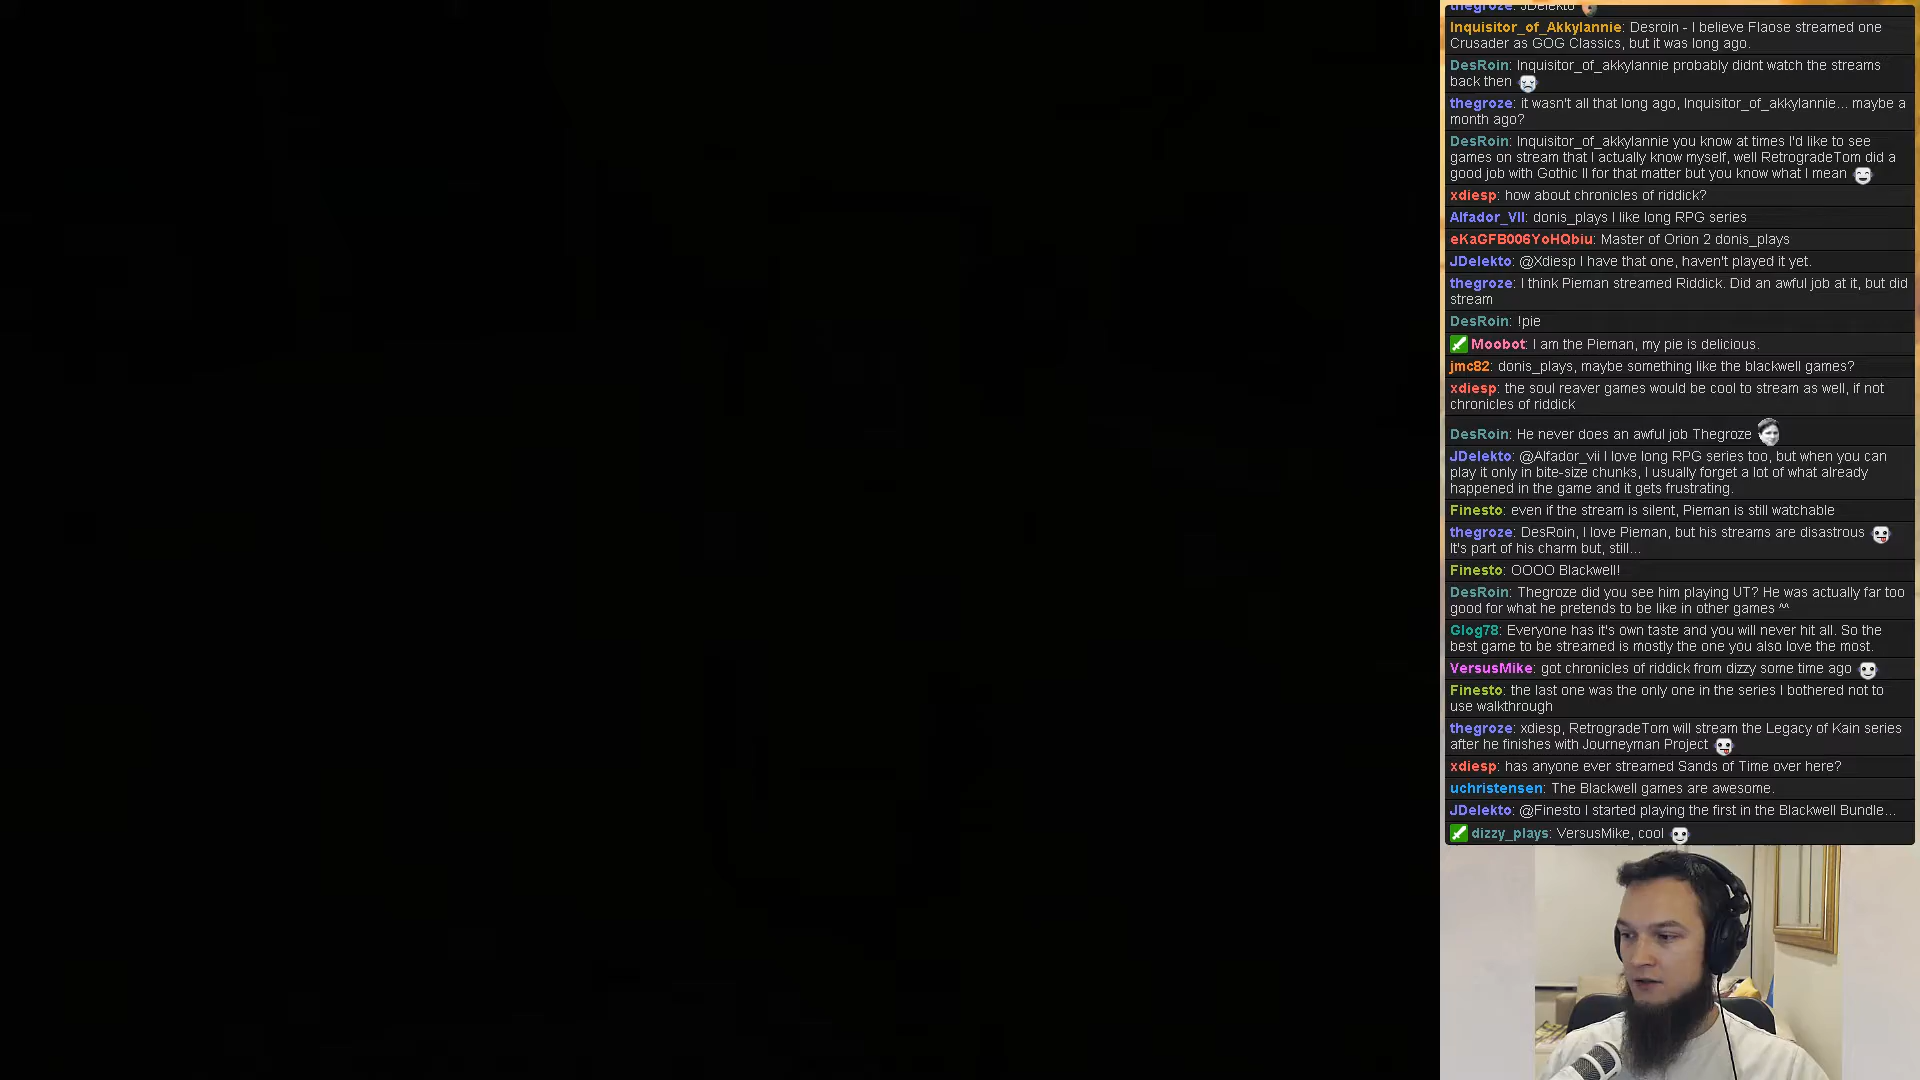 thegroze: JDelekto
Inquisitor_of_Akkylannie: Desroin - I believe Flaose streamed one
Crusader as GOG Classics, but it was long ago.
DesRoin: Inquisitor_of_akkylannie probably didnt watch the streams
back then
thegroze: it wasn't all that long ago, Inquisitor_of_akkylannie... maybe a
month ago?
DesRoin: Inquisitor_of_akkylannie you know at times I'd like to see
games on stream that I actually know myself, well RetrogradeTom did a
good job with Gothic II for that matter but you know what I mean
xdiesp: how about chronicles of riddick?
Alfador_VII: donis_plays I like long RPG series
eKaGFB006YoHQbiu: Master of Orion 2 donis_plays
JDelekto: @Xdiesp I have that one, haven't played it yet.
thegroze: I think Pieman streamed Riddick. Did an awful job at it, but did
stream
DesRoin: !pie
Moobot: I am the Pieman, my pie is delicious.
jmc82: donis_plays, maybe something like the blackwell games?
xdiesp: the soul reaver games would be cool to stream as well, if not
chronicles of riddick
DesRoin: He never does an awful job Thegroze
JDelekto: @Alfador_vii I love long RPG series too, but when you can
play it only in bite-size chunks, I usually forget a lot of what already
happened in the game and it gets frustrating.
Finesto: even if the stream is silent, Pieman is still watchable
thegroze: DesRoin, I love Pieman, but his streams are disastrous
It's part of his charm but, still...
Finesto: OOOO Blackwell!
DesRoin: Thegroze did you see him playing UT? He was actually far too
good for what he pretends to be like in other games ^^
Glog78: Everyone has it's own taste and you will never hit all. So the
best game to be streamed is mostly the one you also love the most.
VersusMike: got chronicles of riddick from dizzy some time ago
Finesto: the last one was the only one in the series I bothered not to
use walkthrough
thegroze: xdiesp, RetrogradeTom will stream the Legacy of Kain series
after he finishes with Journeyman Project
xdiesp: has anyone ever streamed Sands of Time over here?
uchristensen: The Blackwell games are awesome.
JDelekto: @Finesto I started playing the first in the Blackwell Bundle...
dizzy_plays: VersusMike, cool